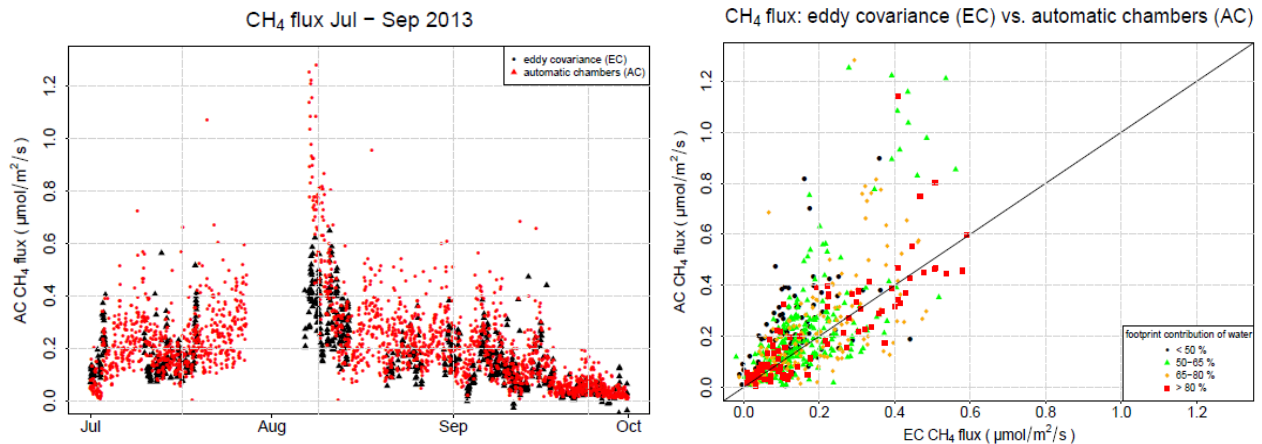 CH₄ flux Jul − Sep 2013
eddy covariance (EC)
automatic chambers (AC)
AC CH₄ flux ( μmol/m²/s )
1.2
1.0
0.8
0.6
0.4
0.2
0.0
Jul
Aug
Sep
Oct
CH₄ flux: eddy covariance (EC) vs. automatic chambers (AC)
AC CH₄ flux ( μmol/m²/s )
1.2
1.0
0.8
0.6
0.4
0.2
0.0
footprint contribution of water
< 50 %
50−65 %
65−80 %
> 80 %
0.0 0.2 0.4 0.6 0.8 1.0 1.2
EC CH₄ flux ( μmol/m²/s )